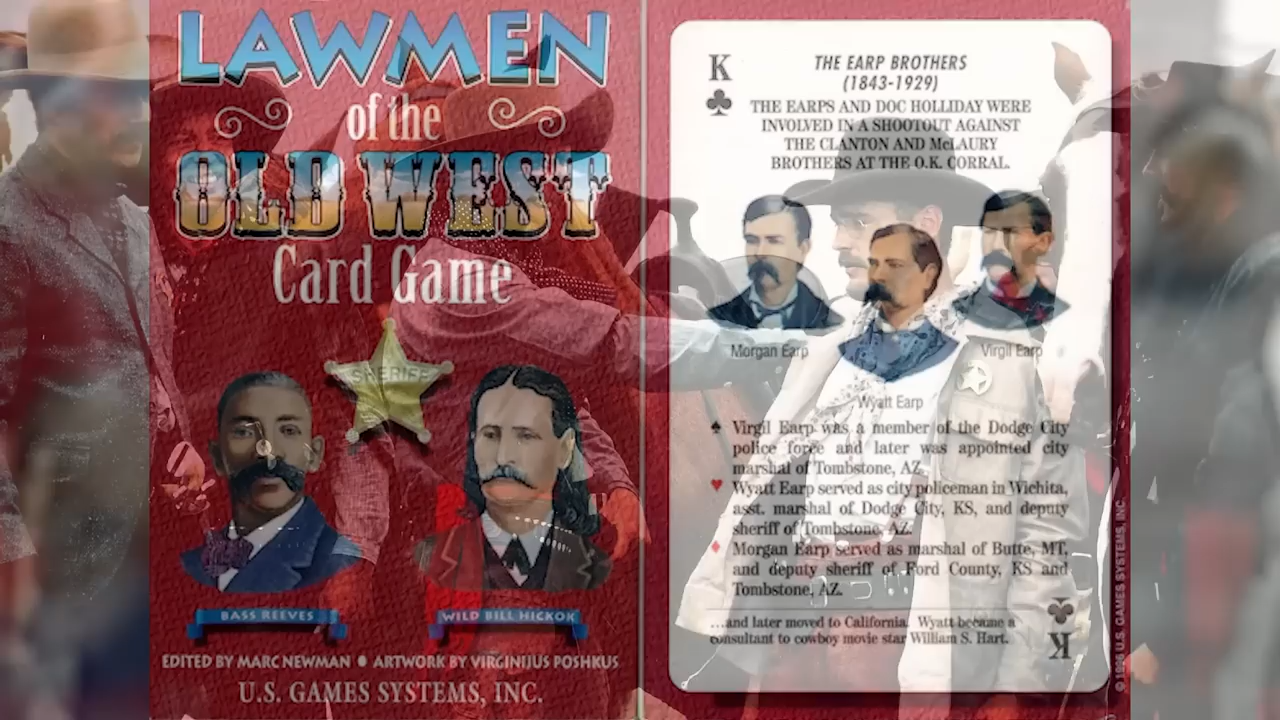 LAWMEN
of the
OLD WEST
Card Game
SHERIFF
BASS REEVES
WILD BILL HICKOK
EDITED BY MARC NEWMAN • ARTWORK BY VIRGINIJUS POSHKUS
U.S. GAMES SYSTEMS, INC.
K
THE EARP BROTHERS
(1843-1929)
THE EARPS AND DOC HOLLIDAY WERE
INVOLVED IN A SHOOTOUT AGAINST
THE CLANTON AND McLAURY
BROTHERS AT THE O.K. CORRAL.
Morgan Earp
Virgil Earp
Wyatt Earp
♠ Virgil Earp was a member of the Dodge City
police force and later was appointed city
marshal of Tombstone, AZ.
♥ Wyatt Earp served as city policeman in Wichita,
asst. marshal of Dodge City, KS, and deputy
sheriff of Tombstone, AZ.
♦ Morgan Earp served as marshal of Butte, MT,
and deputy sheriff of Ford County, KS and
Tombstone, AZ.
...and later moved to California. Wyatt became a
consultant to cowboy movie star William S. Hart.
K
© 1996 U.S. GAMES SYSTEMS, INC.